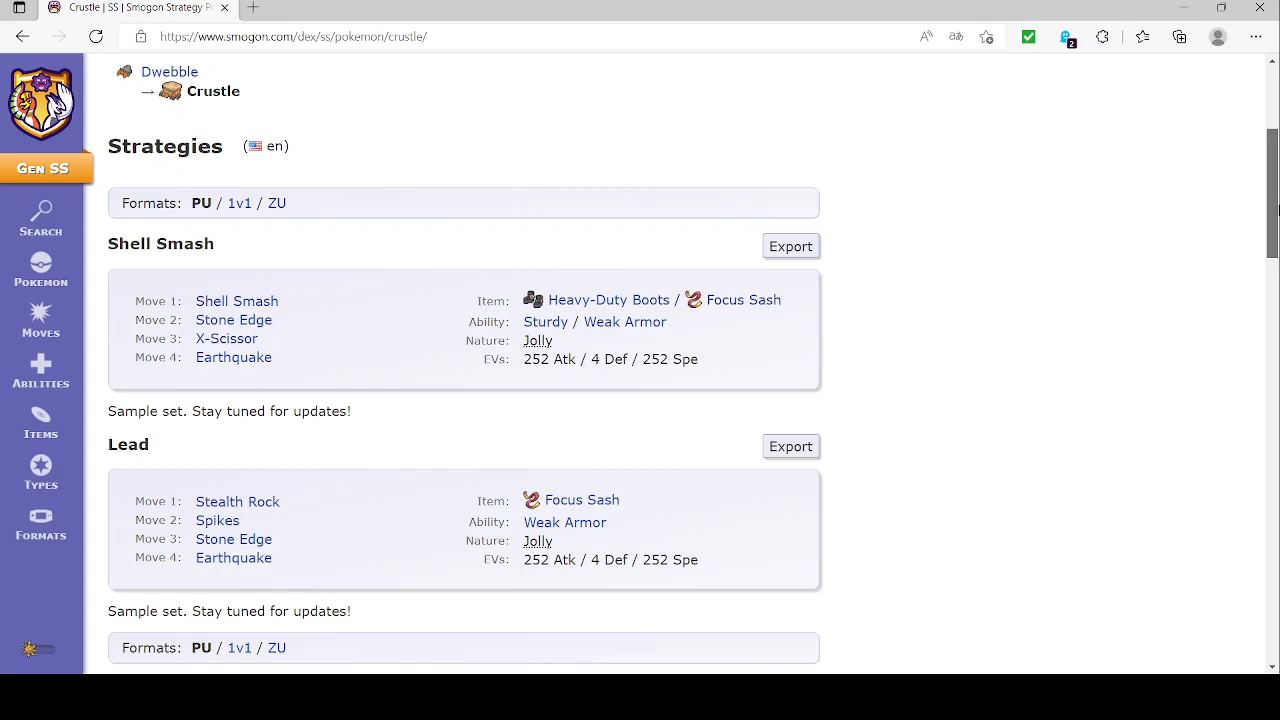 Crustle | SS | Smogon Strategy P
https://www.smogon.com/dex/ss/pokemon/crustle/
2
Dwebble
→ Crustle
Strategies (en)
Gen SS
Search
Pokemon
Moves
Abilities
Items
Types
Formats
Formats: PU / 1v1 / ZU
Shell Smash Export
Move 1: Shell Smash Item: Heavy-Duty Boots / Focus Sash
Move 2: Stone Edge Ability: Sturdy / Weak Armor
Move 3: X-Scissor Nature: Jolly
Move 4: Earthquake EVs: 252 Atk / 4 Def / 252 Spe
Sample set. Stay tuned for updates!
Lead Export
Move 1: Stealth Rock Item: Focus Sash
Move 2: Spikes Ability: Weak Armor
Move 3: Stone Edge Nature: Jolly
Move 4: Earthquake EVs: 252 Atk / 4 Def / 252 Spe
Sample set. Stay tuned for updates!
Formats: PU / 1v1 / ZU